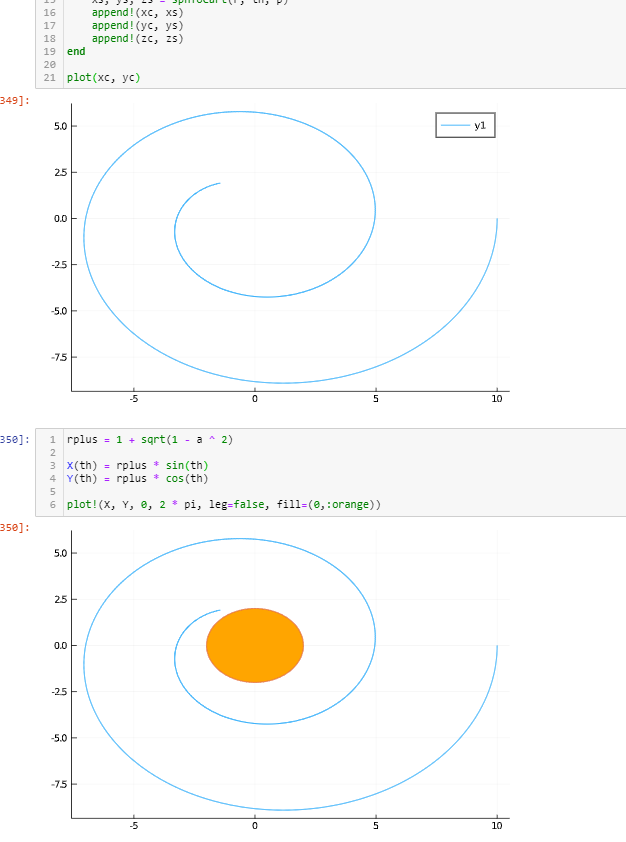 16 append!(xc, xs)
17 append!(yc, ys)
18 append!(zc, zs)
19 end
20
21 plot(xc, yc)
349]:
y1
5.0
2.5
0.0
-2.5
-5.0
-7.5
-5 0 5 10
350]:
1 rplus = 1 + sqrt(1 - a ^ 2)
2
3 X(th) = rplus * sin(th)
4 Y(th) = rplus * cos(th)
5
6 plot!(X, Y, 0, 2 * pi, leg=false, fill=(0,:orange))
350]:
5.0
2.5
0.0
-2.5
-5.0
-7.5
-5 0 5 10